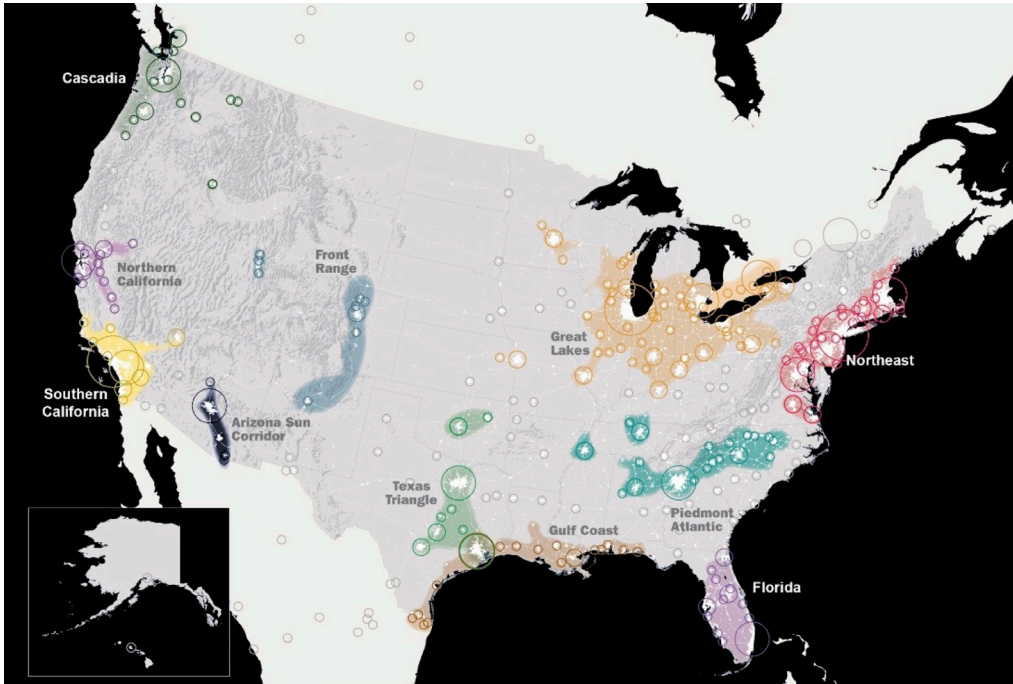 Cascadia
Northern
California
Front
Range
Great
Lakes
Northeast
Southern
California
Arizona Sun
Corridor
Texas
Triangle
Gulf Coast
Piedmont
Atlantic
Florida